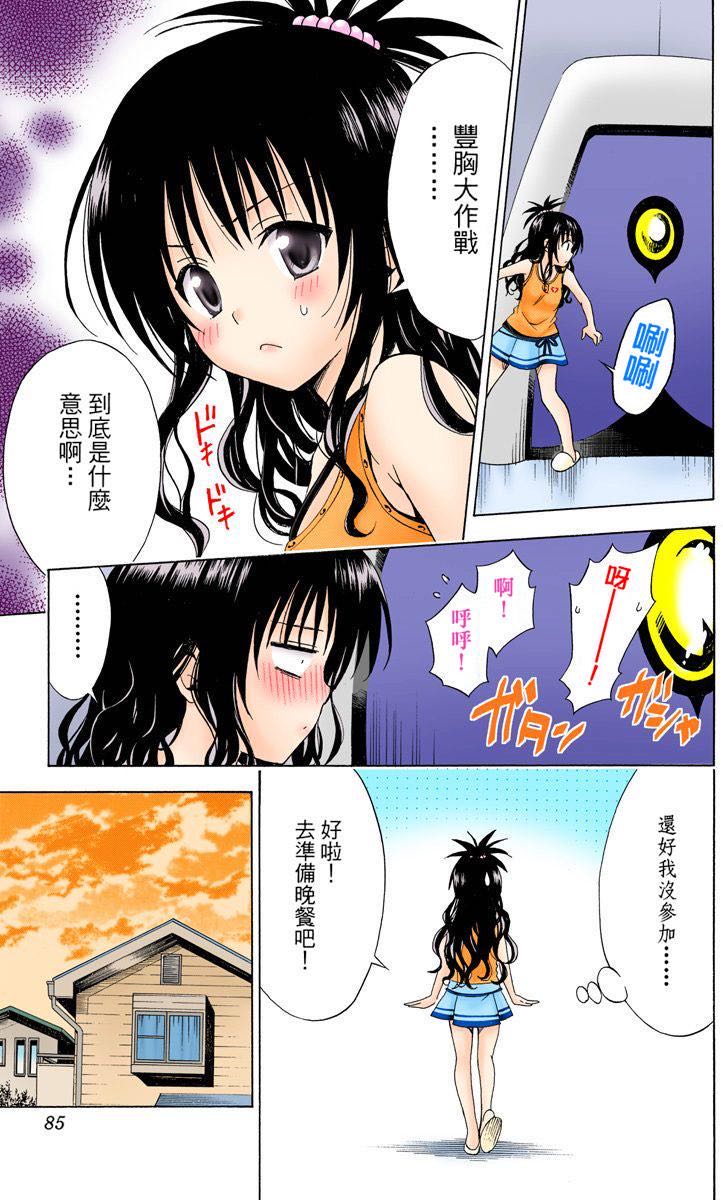 唰
唰
豐胸大作戰
………
到底是什麼
意思啊…
ドキ
ドキ
呀——！
ガシャ
啊！
呼呼！
ガタン
………
還好我沒參加……
好啦！
去準備晚餐吧！
85